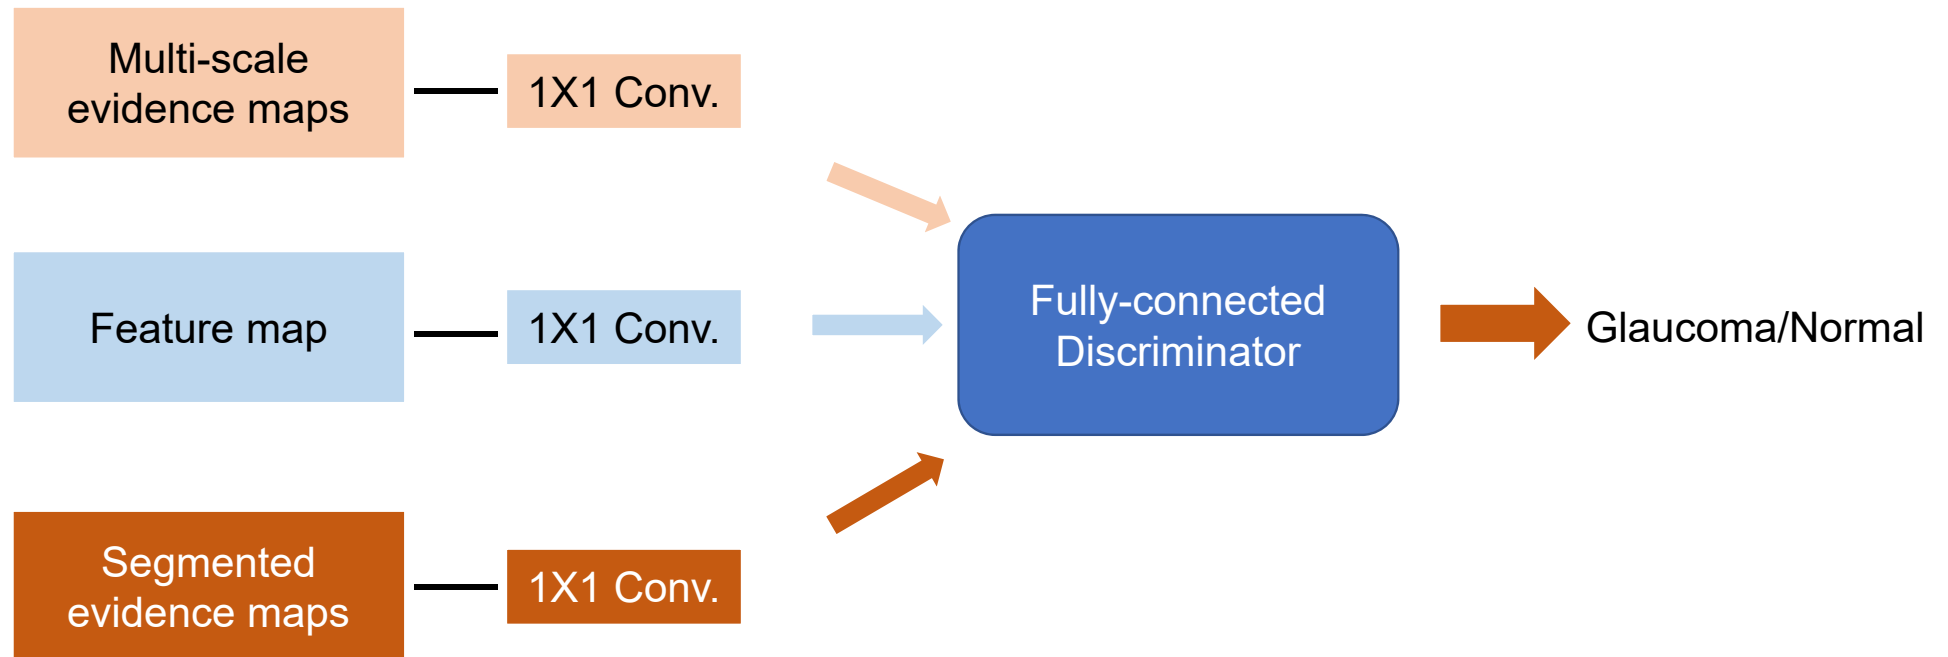 Multi-scale
evidence maps
1X1 Conv.
Feature map
1X1 Conv.
Segmented
evidence maps
1X1 Conv.
Fully-connected
Discriminator
Glaucoma/Normal